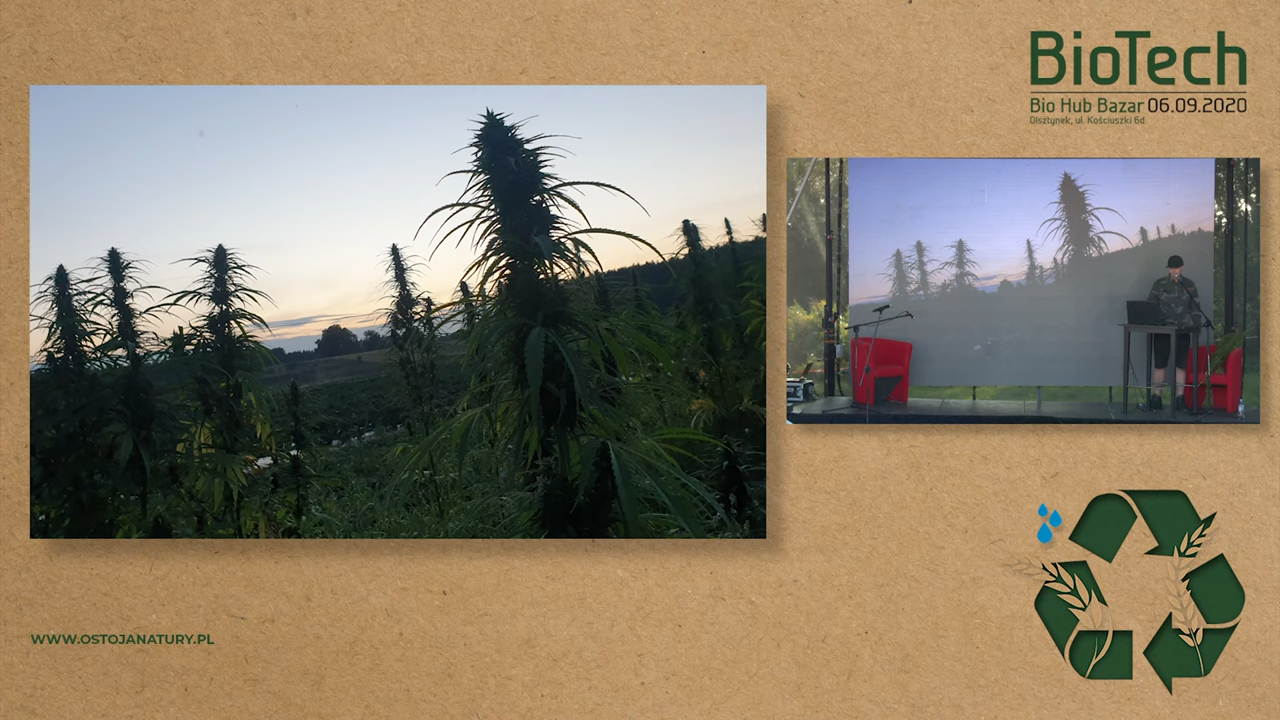 BioTech
Bio Hub Bazar 06.09.2020
Olsztynek, ul. Kościuszki 6d
WWW.OSTOJANATURY.PL